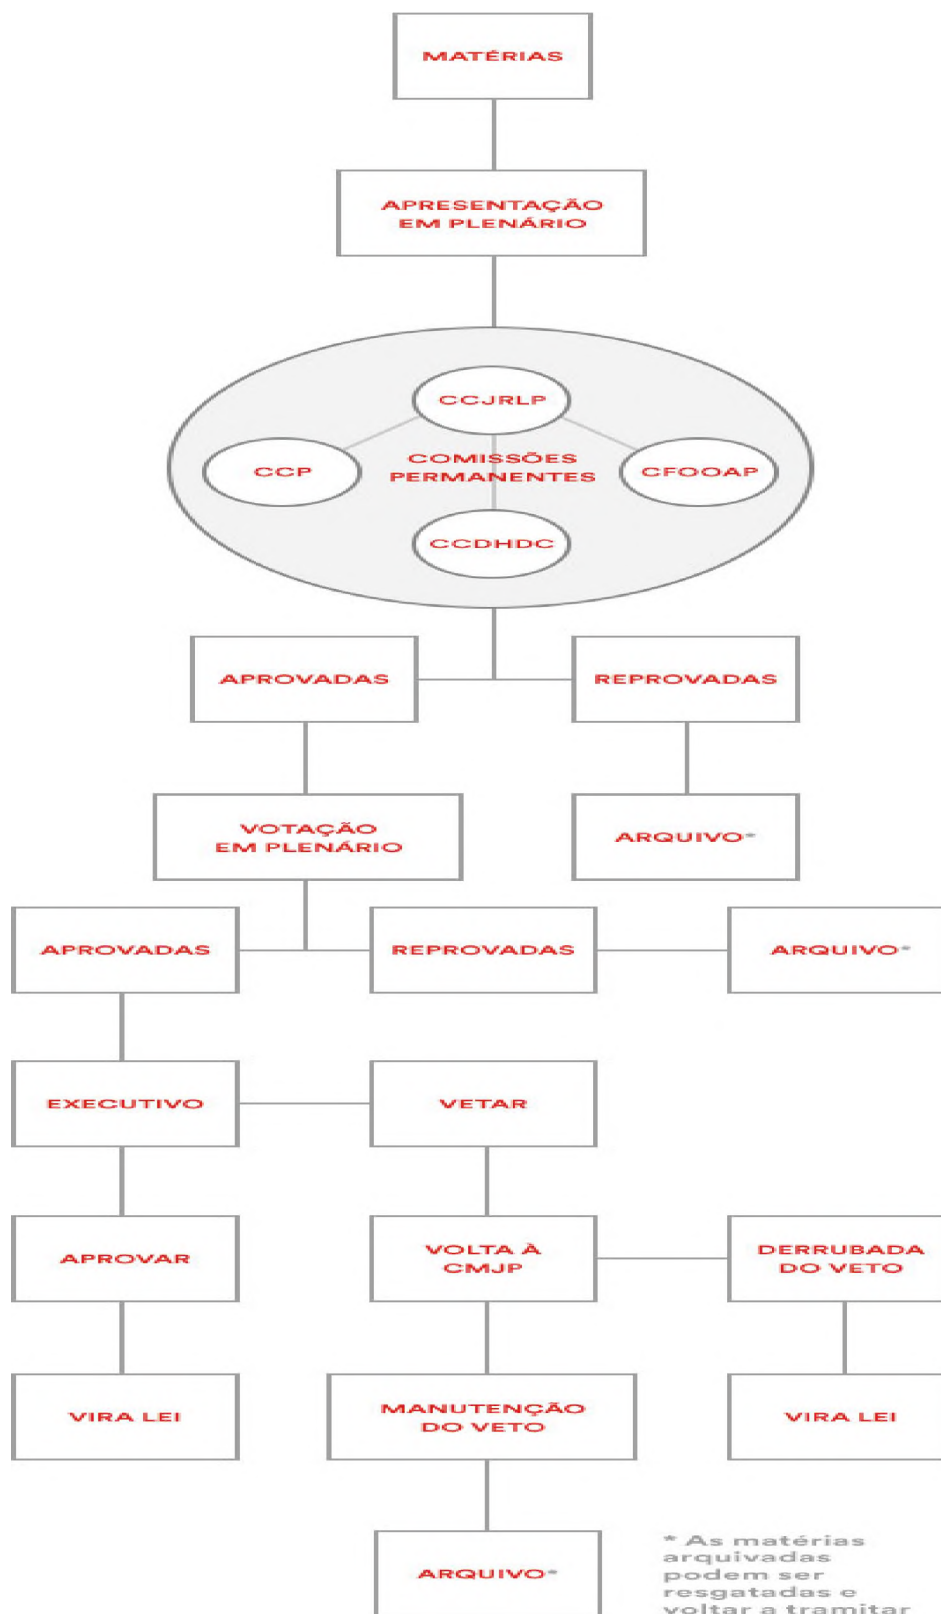 MATÉRIAS
APRESENTAÇÃO
EM PLENÁRIO
CCJRLP
CCP
COMISSÕES
PERMANENTES
CFOOAP
CCDHDC
APROVADAS
REPROVADAS
VOTAÇÃO
EM PLENÁRIO
ARQUIVO*
APROVADAS
REPROVADAS
ARQUIVO*
EXECUTIVO
VETAR
APROVAR
VOLTA À
CMJP
DERRUBADA
DO VETO
VIRA LEI
MANUTENÇÃO
DO VETO
VIRA LEI
ARQUIVO*
* As matérias
arquivadas
podem ser
resgatadas e
voltar a tramitar